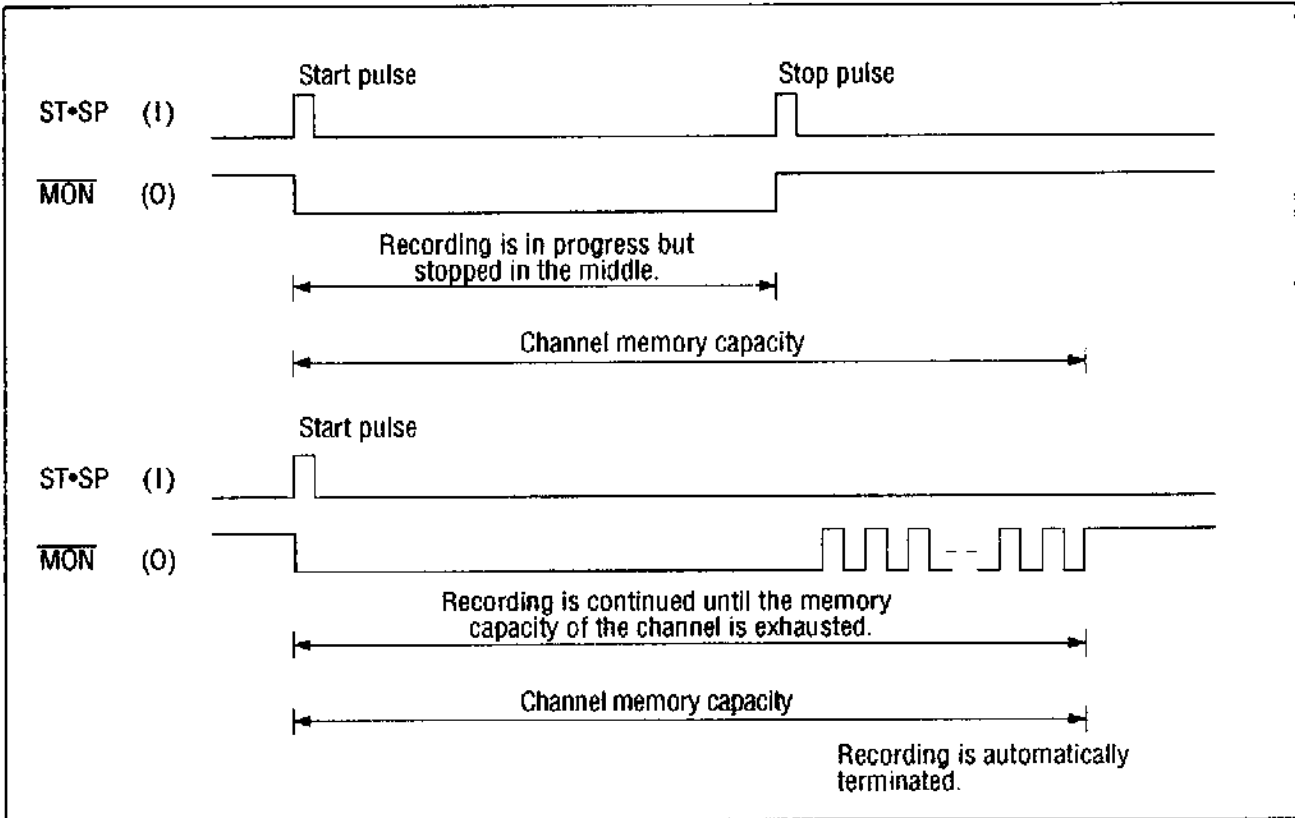 Start pulse
Stop pulse
ST•SP (I)
MON (O)
Recording is in progress but
stopped in the middle.
Channel memory capacity
Start pulse
ST•SP (I)
MON (O)
Recording is continued until the memory
capacity of the channel is exhausted.
Channel memory capacity
Recording is automatically
terminated.